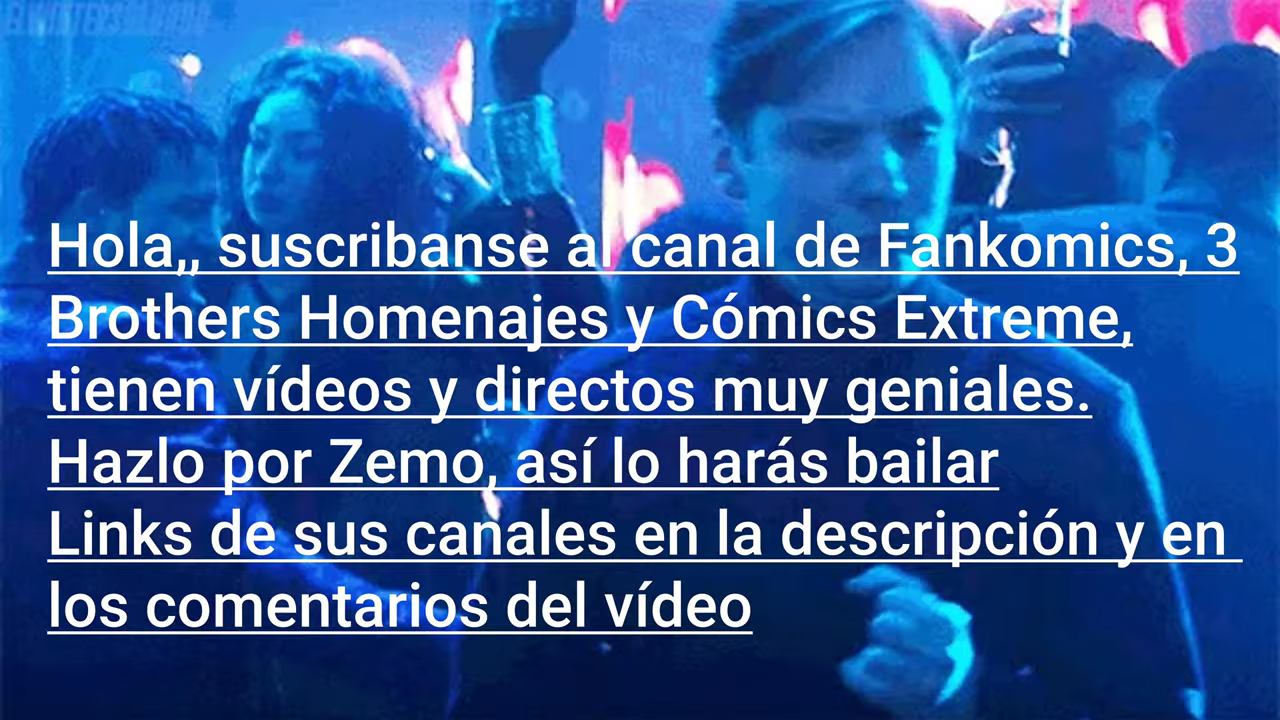 Hola,, suscribanse al canal de Fankomics, 3
Brothers Homenajes y Cómics Extreme,
tienen vídeos y directos muy geniales.
Hazlo por Zemo, así lo harás bailar
Links de sus canales en la descripción y en
los comentarios del vídeo